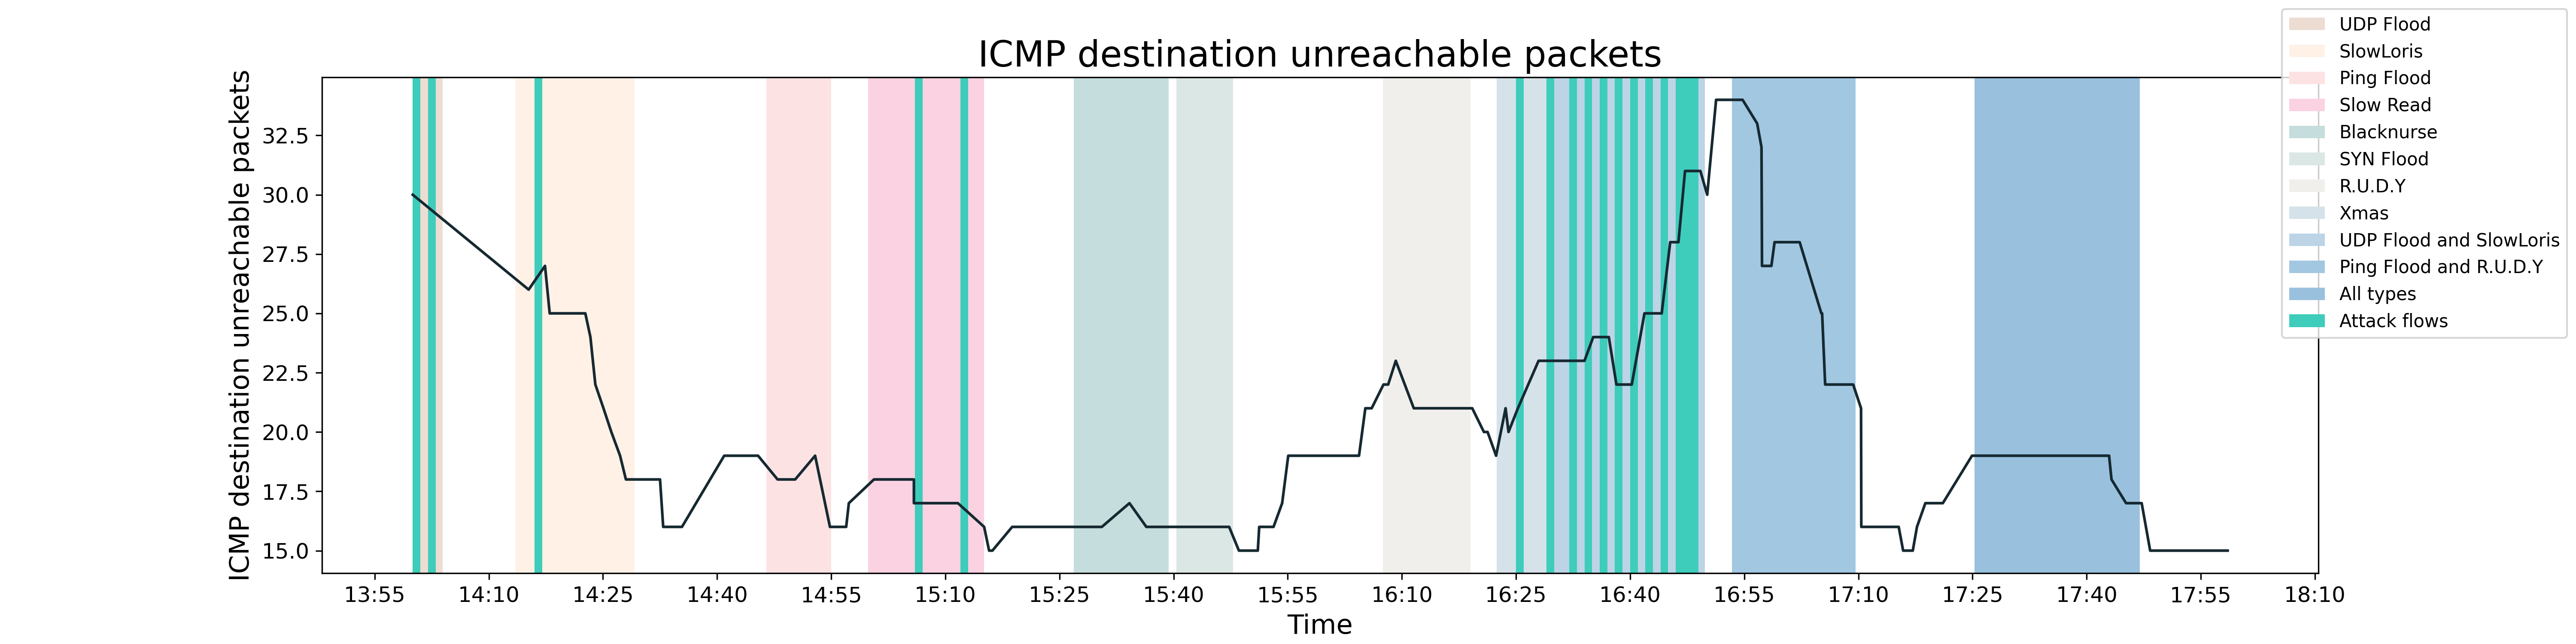 ICMP destination unreachable packets
ICMP destination unreachable packets
32.5
30.0
27.5
25.0
22.5
20.0
17.5
15.0
13:55 14:10 14:25 14:40 14:55 15:10 15:25 15:40 15:55 16:10 16:25 16:40 16:55 17:10 17:25 17:40 17:55 18:10
Time
UDP Flood
SlowLoris
Ping Flood
Slow Read
Blacknurse
SYN Flood
R.U.D.Y
Xmas
UDP Flood and SlowLoris
Ping Flood and R.U.D.Y
All types
Attack flows